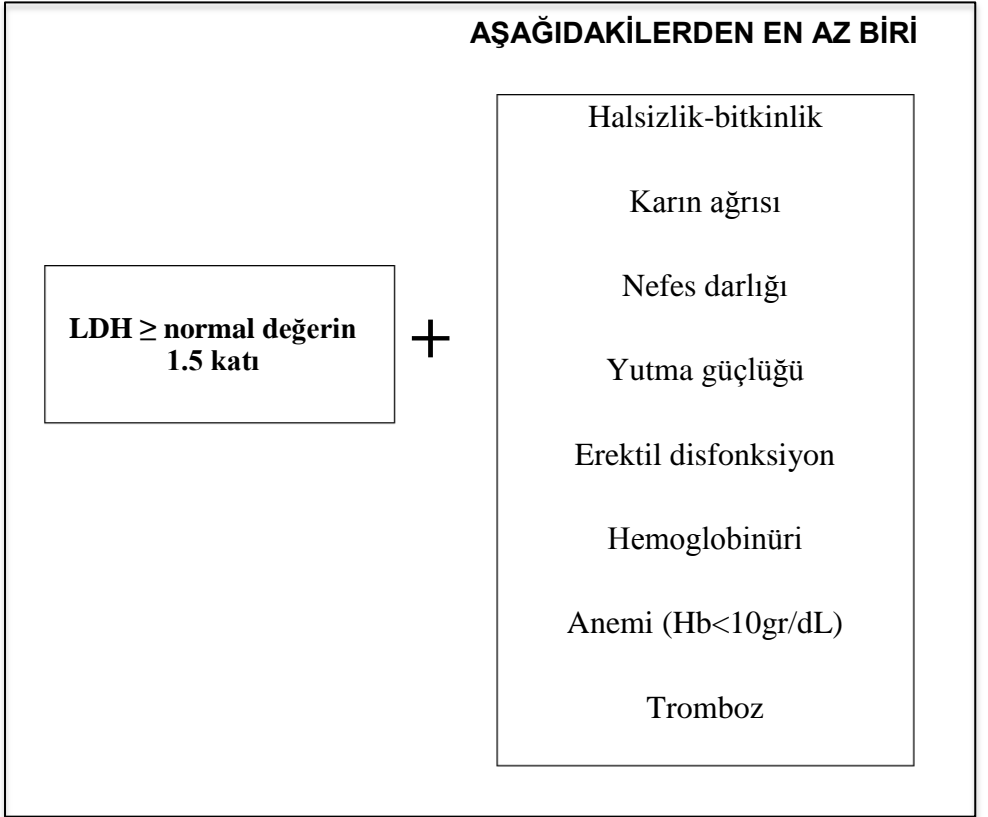 AŞAĞIDAKİLERDEN EN AZ BİRİ
LDH ≥ normal değerin
1.5 katı
+
Halsizlik-bitkinlik
Karın ağrısı
Nefes darlığı
Yutma güçlüğü
Erektil disfonksiyon
Hemoglobinüri
Anemi (Hb<10gr/dL)
Tromboz